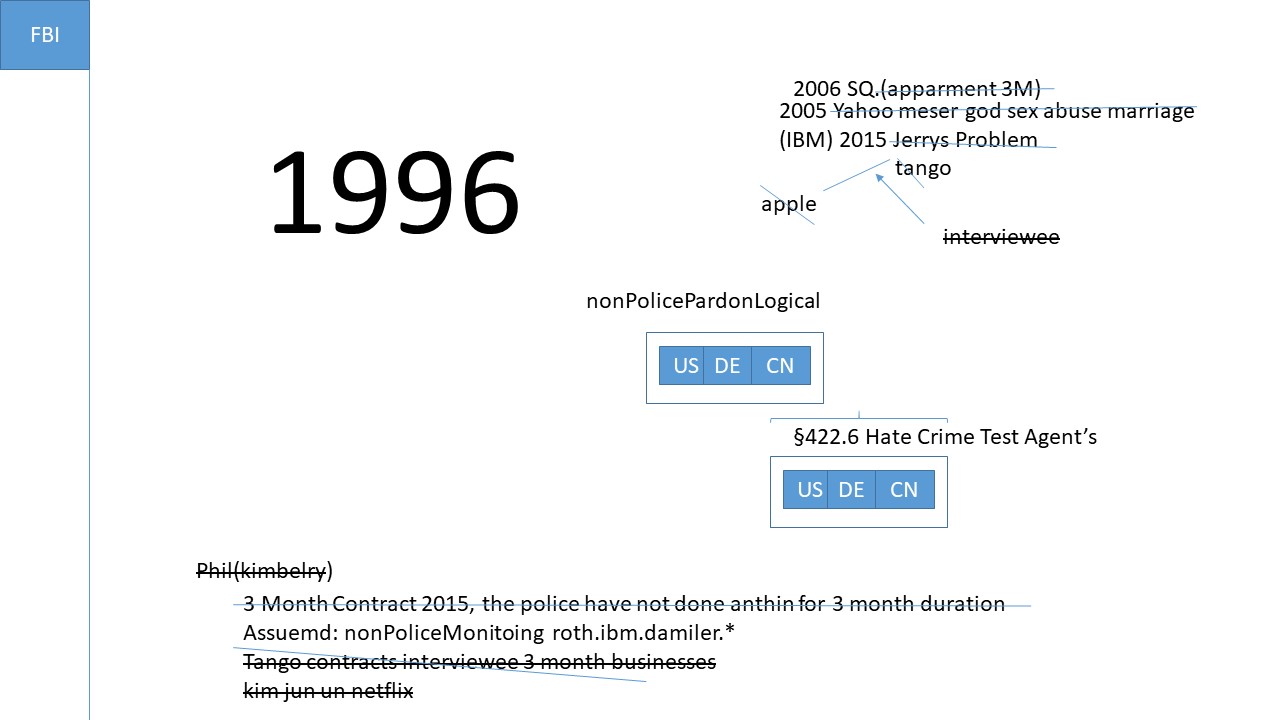 FBI
2006 SQ.(apparment 3M)
2005 Yahoo meser god sex abuse marriage
(IBM) 2015 Jerrys Problem
tango
1996
apple
interviewee
nonPolicePardonLogical
US DE CN
§422.6 Hate Crime Test Agent’s
US DE CN
Phil(kimbelry)
3 Month Contract 2015, the police have not done anthin for 3 month duration
Assuemd: nonPoliceMonitoing roth.ibm.damiler.*
Tango contracts interviewee 3 month businesses
kim jun un netflix